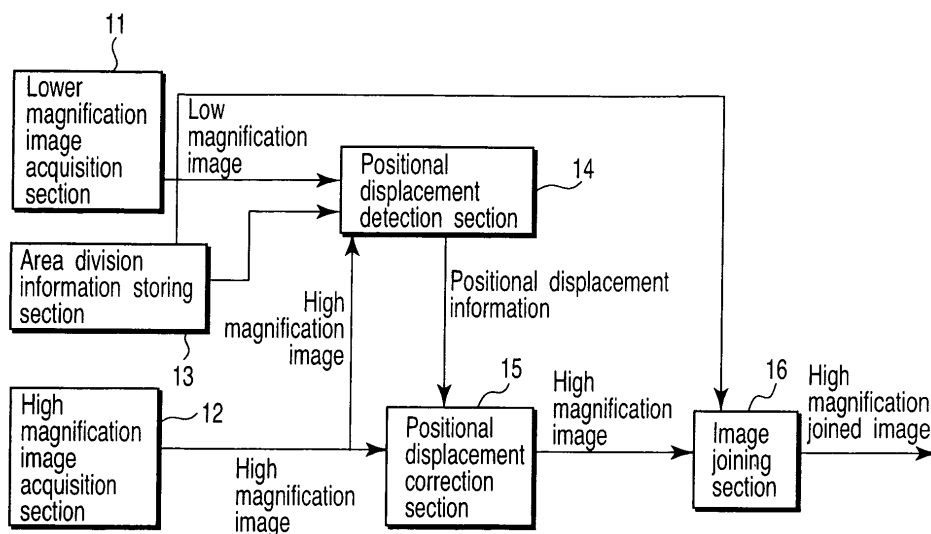 11
Lower
magnification
image
acquisition
section
Low
magnification
image
Positional
displacement
detection section
14
Area division
information storing
section
13
High
magnification
image
Positional displacement
information
High
magnification
image
acquisition
section
12
High
magnification
image
15
Positional
displacement
correction
section
High
magnification
image
16
Image
joining
section
High
magnification
joined image